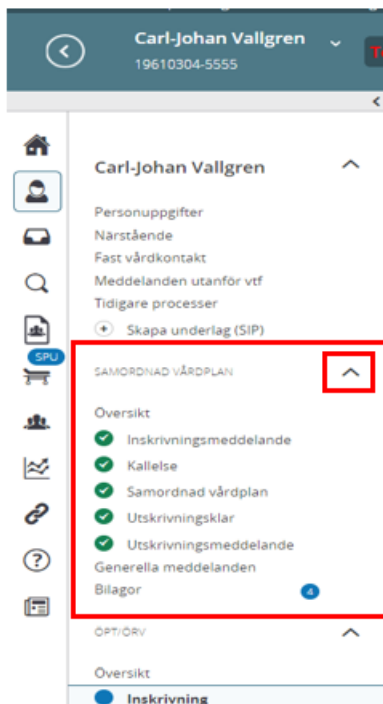 Carl-Johan Vallgren
19610304-5555
Carl-Johan Vallgren
Personuppgifter
Närstående
Fast vårdkontakt
Meddelanden utanför vtf
Tidigare processer
Skapa underlag (SIP)
SPU
SAMORDNAD VÅRDPLAN
Översikt
Inskrivningsmeddelande
Kallelse
Samordnad vårdplan
Utskrivningsklar
Utskrivningsmeddelande
Generella meddelanden
Bilagor 4
ÖPT/ÖRV
Översikt
Inskrivning